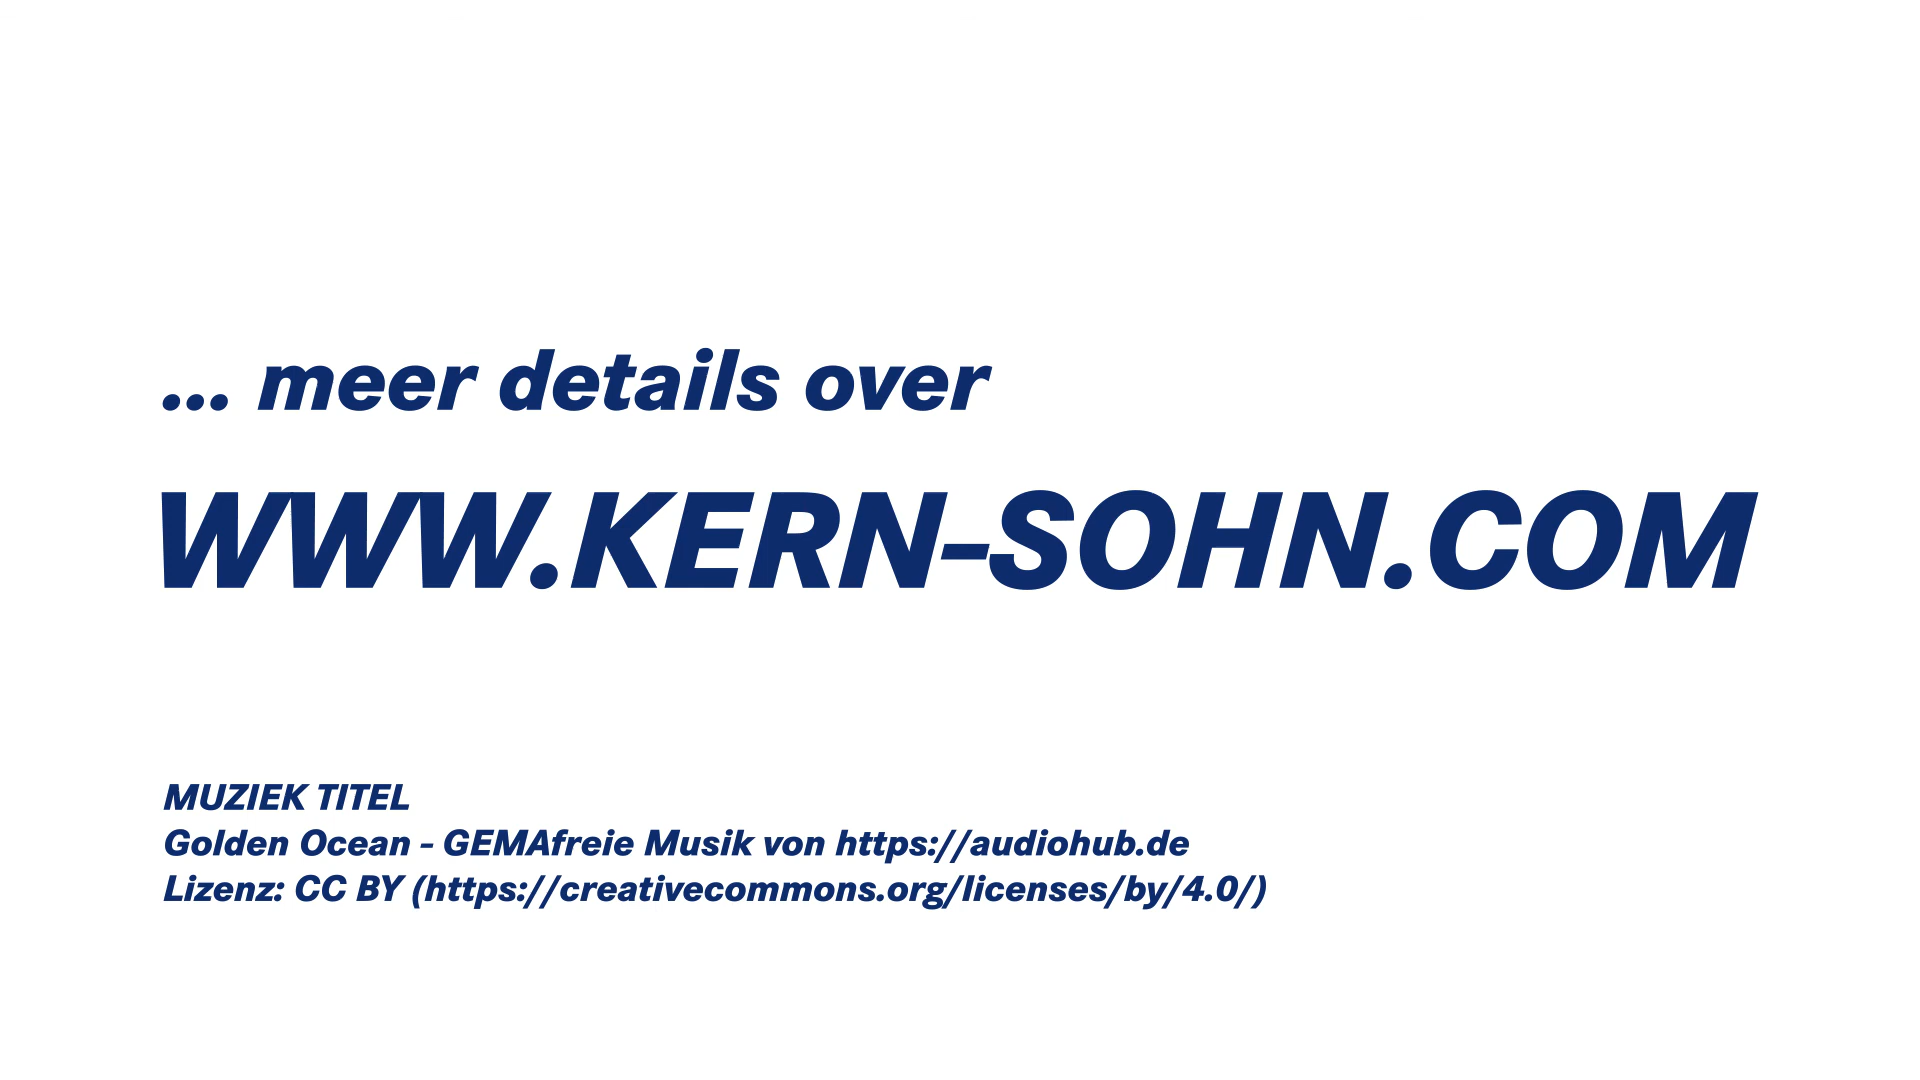 ... meer details over
WWW.KERN-SOHN.COM
MUZIEK TITEL
Golden Ocean - GEMAfreie Musik von https://audiohub.de
Lizenz: CC BY (https://creativecommons.org/licenses/by/4.0/)